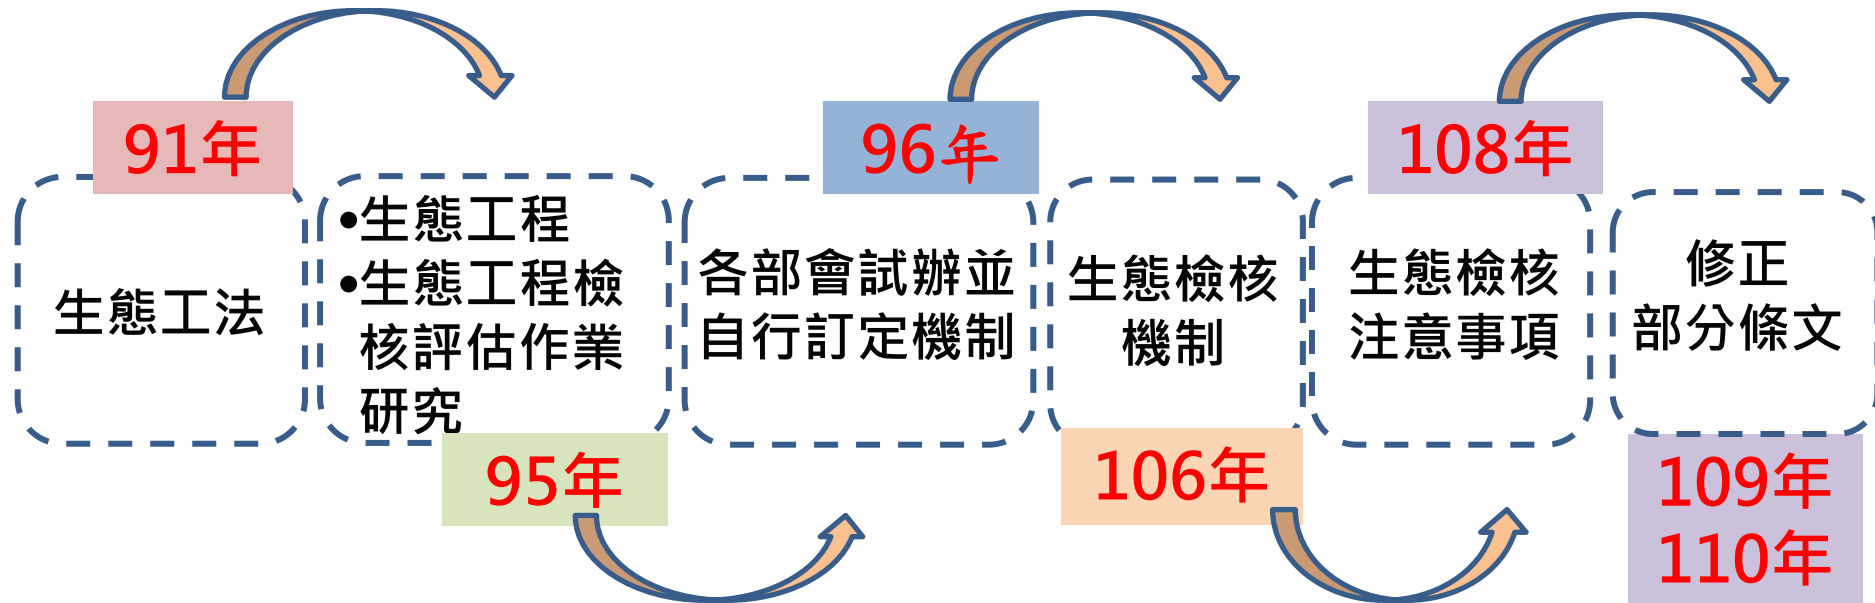 91年
生態工法
•生態工程
•生態工程檢
核評估作業
研究
95年
96年
各部會試辦並
自行訂定機制
生態檢核
機制
106年
108年
生態檢核
注意事項
修正
部分條文
109年
110年